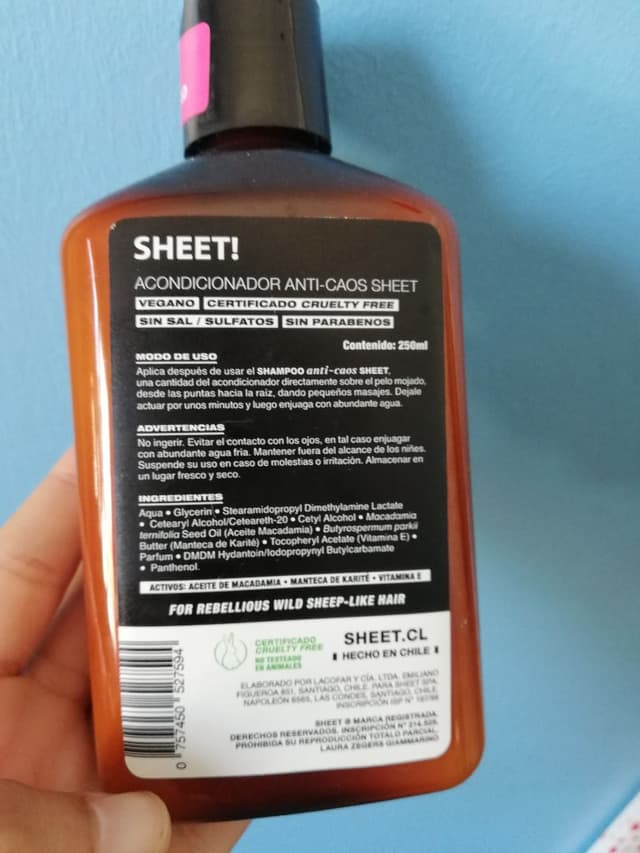 SHEET!
ACONDICIONADOR ANTI-CAOS SHEET
VEGANO CERTIFICADO CRUELTY FREE
SIN SAL / SULFATOS SIN PARABENOS
Contenido: 250ml
MODO DE USO
Aplica después de usar el SHAMPOO anti-caos SHEET,
una cantidad del acondicionador directamente sobre el pelo mojado,
desde las puntas hacia la raíz, dando pequeños masajes. Dejale
actuar por unos minutos y luego enjuaga con abundante agua.
ADVERTENCIAS
No ingerir. Evitar el contacto con los ojos, en tal caso enjuagar
con abundante agua fria. Mantener fuera del alcance de los niños.
Suspende su uso en caso de molestias o irritación. Almacenar en
un lugar fresco y seco.
INGREDIENTES
Aqua • Glycerin • Stearamidopropyl Dimethylamine Lactate
• Cetearyl Alcohol/Ceteareth-20 • Cetyl Alcohol • Macadamia
ternifolia Seed Oil (Aceite Macadamia) • Butyrospermum parkii
Butter (Manteca de Karité) • Tocopheryl Acetate (Vitamina E) •
Parfum • DMDM Hydantoin/Iodopropynyl Butylcarbamate
• Panthenol.
ACTIVOS: ACEITE DE MACADAMIA • MANTECA DE KARITÉ • VITAMINA E
FOR REBELLIOUS WILD SHEEP-LIKE HAIR
CERTIFICADO
CRUELTY FREE
NO TESTEADO
EN ANIMALES
SHEET.CL
HECHO EN CHILE
ELABORADO POR LACOFAR Y CÍA. LTDA. EMILIANO
FIGUEROA 851, SANTIAGO, CHILE. PARA SHEET SPA,
NAPOLEÓN 6565, LAS CONDES, SANTIAGO, CHILE.
INSCRIPCIÓN ISP Nº
SHEET ® MARCA REGISTRADA.
DERECHOS RESERVADOS. INSCRIPCIÓN Nº 214.528.
PROHIBIDA SU REPRODUCCIÓN TOTAL O PARCIAL.
LAURA ZEGERS GIAMMARINO
0 757450 527594